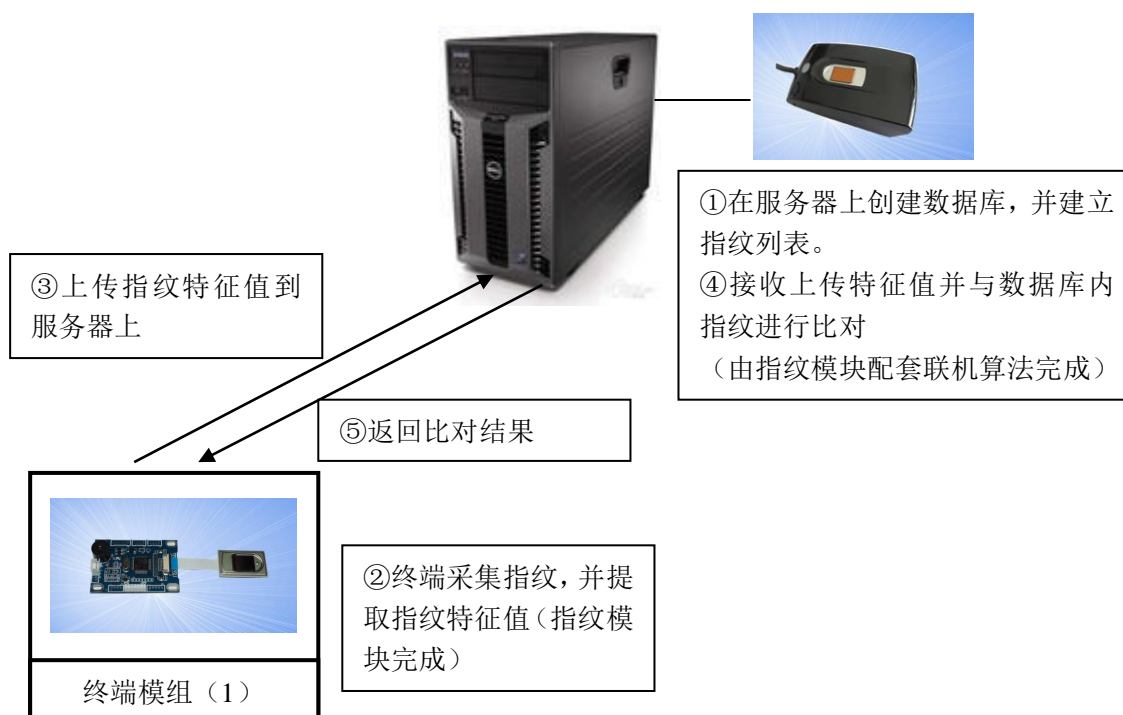 ①在服务器上创建数据库，并建立
指纹列表。
④接收上传特征值并与数据库内
指纹进行比对
（由指纹模块配套联机算法完成）
③上传指纹特征值到
服务器上
⑤返回比对结果
②终端采集指纹，并提
取指纹特征值（指纹模
块完成）
终端模组（1）